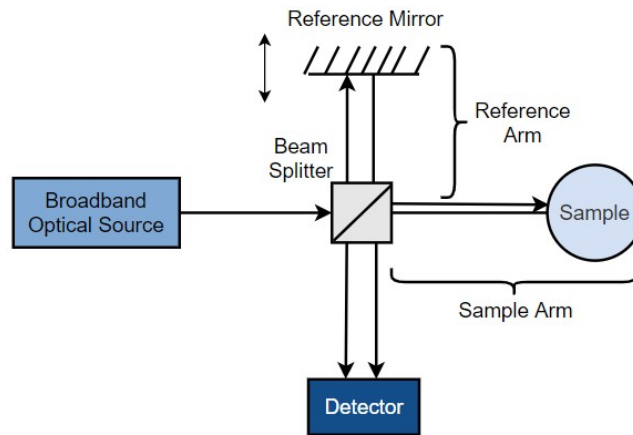 Reference Mirror
Reference
Arm
Beam
Splitter
Broadband
Optical Source
Sample
Sample Arm
Detector